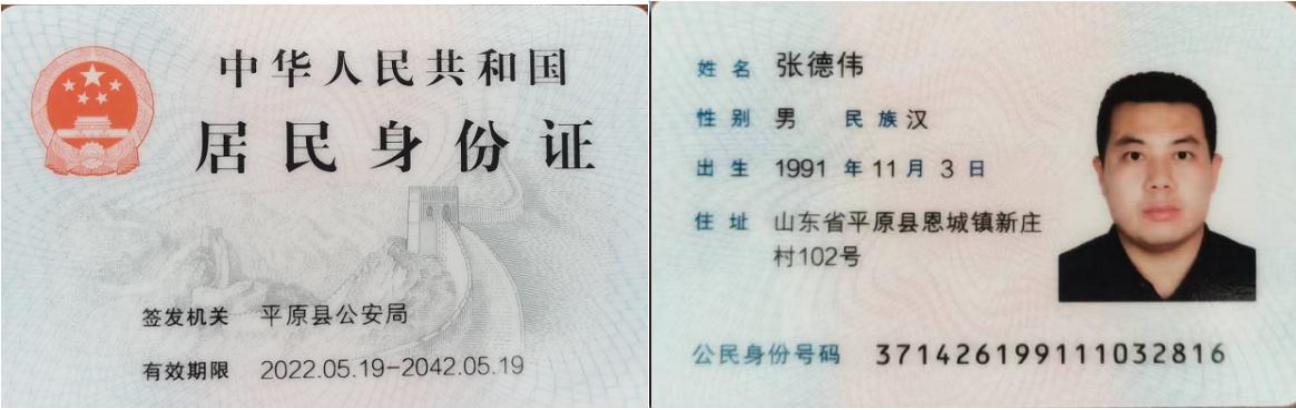 中华人民共和国
居民身份证
签发机关 平原县公安局
有效期限 2022.05.19-2042.05.19
姓名 张德伟
性别 男 民族 汉
出生 1991 年 11 月 3 日
住址 山东省平原县恩城镇新庄
村102号
公民身份号码 371426199111032816